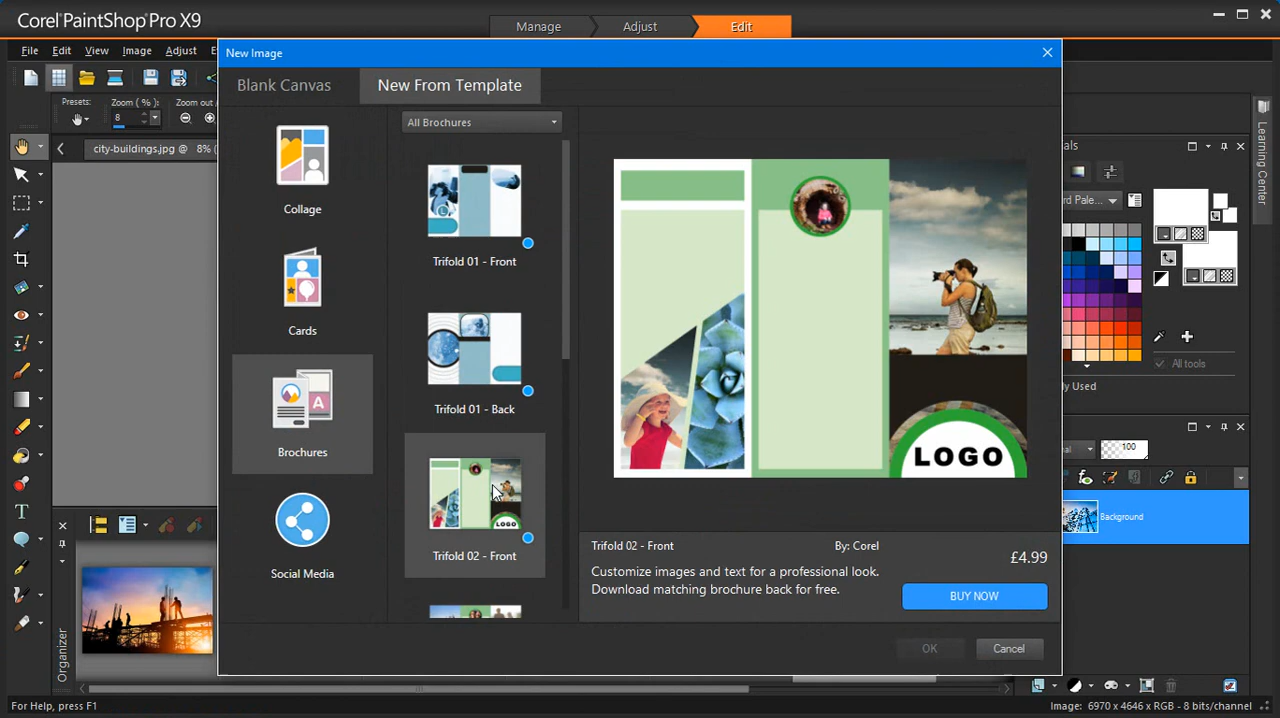 Corel PaintShop Pro X9
Manage
Adjust
Edit
File
Edit
View
Image
Adjust
New Image
Blank Canvas
New From Template
Presets:
Zoom ( % ):
8
Zoom out
city-buildings.jpg @ 8% (
Collage
Cards
Brochures
Social Media
All Brochures
Trifold 01 - Front
Trifold 01 - Back
LOGO
Trifold 02 - Front
LOGO
Trifold 02 - Front
By: Corel
£4.99
Customize images and text for a professional look.
Download matching brochure back for free.
BUY NOW
OK
Cancel
Learning Center
All tools
100
Background
Organizer
For Help, press F1
Image: 6970 x 4646 x RGB - 8 bits/channel